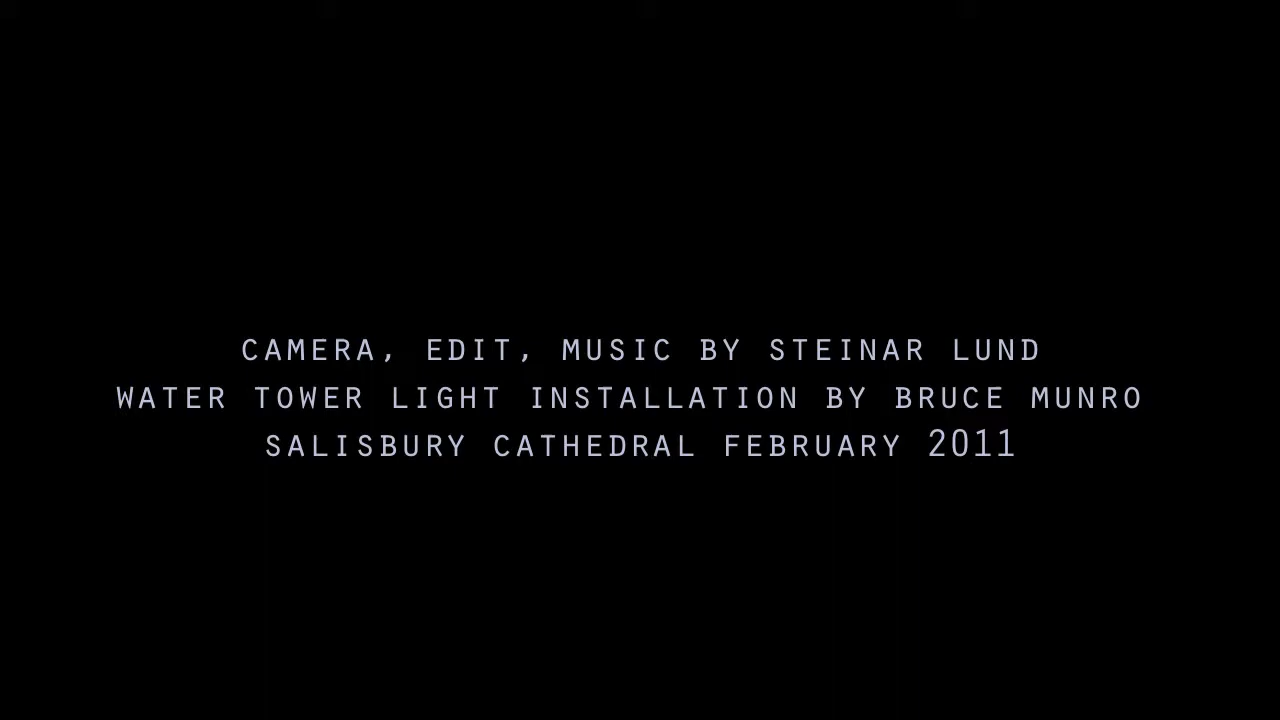 CAMERA, EDIT, MUSIC BY STEINAR LUND
WATER TOWER LIGHT INSTALLATION BY BRUCE MUNRO
SALISBURY CATHEDRAL FEBRUARY 2011